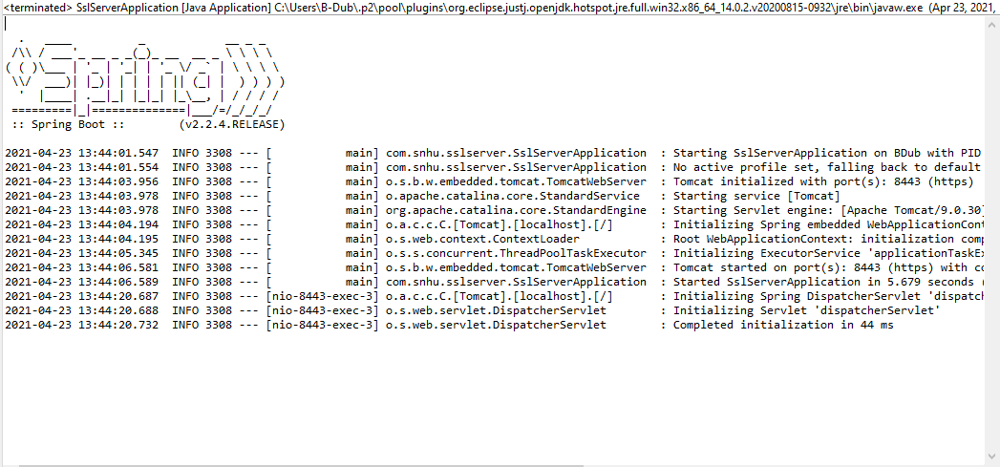 <terminated> SslServerApplication [Java Application] C:\Users\B-Dub\.p2\pool\plugins\org.eclipse.justj.openjdk.hotspot.jre.full.win32.x86_64_14.0.2.v20200815-0932\jre\bin\javaw.exe (Apr 23, 2021,
  .   ____          _            __ _ _
 /\\ / ___'_ __ _ _(_)_ __  __ _ \ \ \ \
( ( )\___ | '_ | '_| | '_ \/ _` | \ \ \ \
 \\/  ___)| |_)| | | | | || (_| |  ) ) ) )
  '  |____| .__|_| |_|_| |_\__, | / / / /
 =========|_|==============|___/=/_/_/_/
 :: Spring Boot ::        (v2.2.4.RELEASE)
2021-04-23 13:44:01.547  INFO 3308 --- [           main] com.snhu.sslserver.SslServerApplication  : Starting SslServerApplication on BDub with PID
2021-04-23 13:44:01.554  INFO 3308 --- [           main] com.snhu.sslserver.SslServerApplication  : No active profile set, falling back to default
2021-04-23 13:44:03.956  INFO 3308 --- [           main] o.s.b.w.embedded.tomcat.TomcatWebServer  : Tomcat initialized with port(s): 8443 (https)
2021-04-23 13:44:03.978  INFO 3308 --- [           main] o.apache.catalina.core.StandardService   : Starting service [Tomcat]
2021-04-23 13:44:03.978  INFO 3308 --- [           main] org.apache.catalina.core.StandardEngine  : Starting Servlet engine: [Apache Tomcat/9.0.30]
2021-04-23 13:44:04.194  INFO 3308 --- [           main] o.a.c.c.C.[Tomcat].[localhost].[/]       : Initializing Spring embedded WebApplicationCont
2021-04-23 13:44:04.195  INFO 3308 --- [           main] o.s.web.context.ContextLoader            : Root WebApplicationContext: initialization comp
2021-04-23 13:44:05.345  INFO 3308 --- [           main] o.s.s.concurrent.ThreadPoolTaskExecutor  : Initializing ExecutorService 'applicationTaskEx
2021-04-23 13:44:06.581  INFO 3308 --- [           main] o.s.b.w.embedded.tomcat.TomcatWebServer  : Tomcat started on port(s): 8443 (https) with co
2021-04-23 13:44:06.589  INFO 3308 --- [           main] com.snhu.sslserver.SslServerApplication  : Started SslServerApplication in 5.679 seconds (
2021-04-23 13:44:20.687  INFO 3308 --- [nio-8443-exec-3] o.a.c.c.C.[Tomcat].[localhost].[/]       : Initializing Spring DispatcherServlet 'dispatch
2021-04-23 13:44:20.688  INFO 3308 --- [nio-8443-exec-3] o.s.web.servlet.DispatcherServlet        : Initializing Servlet 'dispatcherServlet'
2021-04-23 13:44:20.732  INFO 3308 --- [nio-8443-exec-3] o.s.web.servlet.DispatcherServlet        : Completed initialization in 44 ms